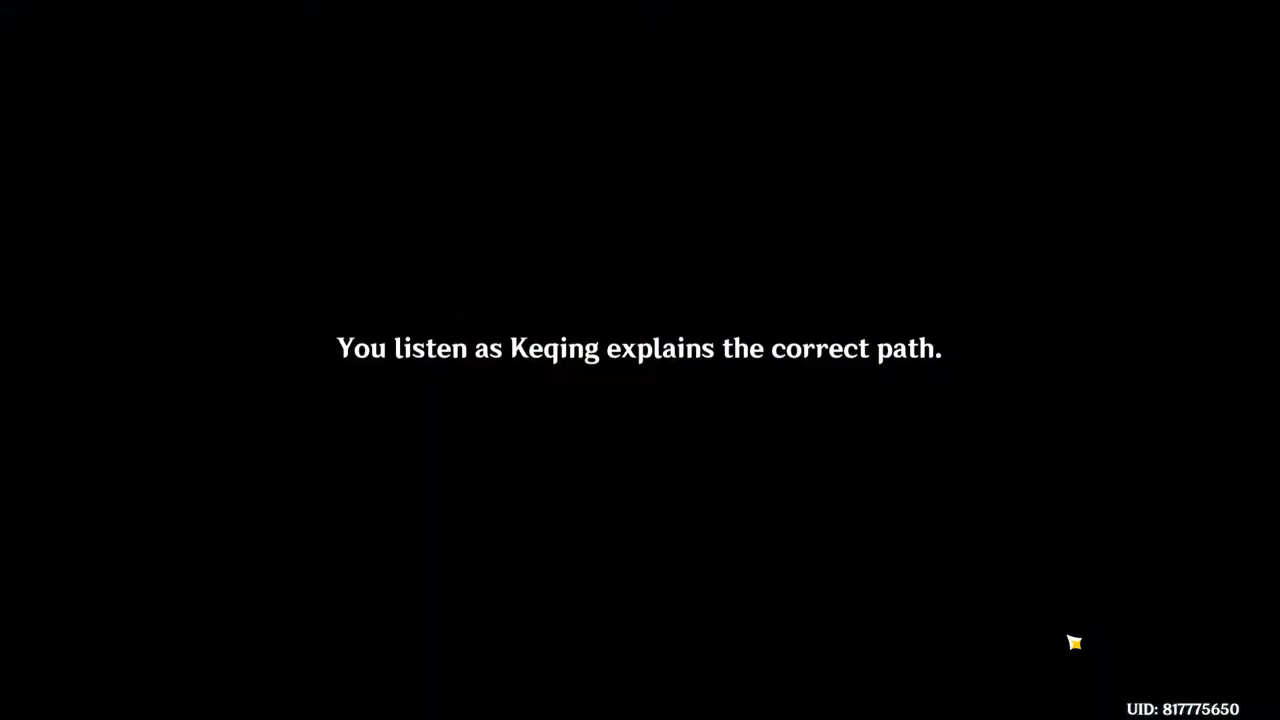 You listen as Keqing explains the correct path.
UID: 817775650